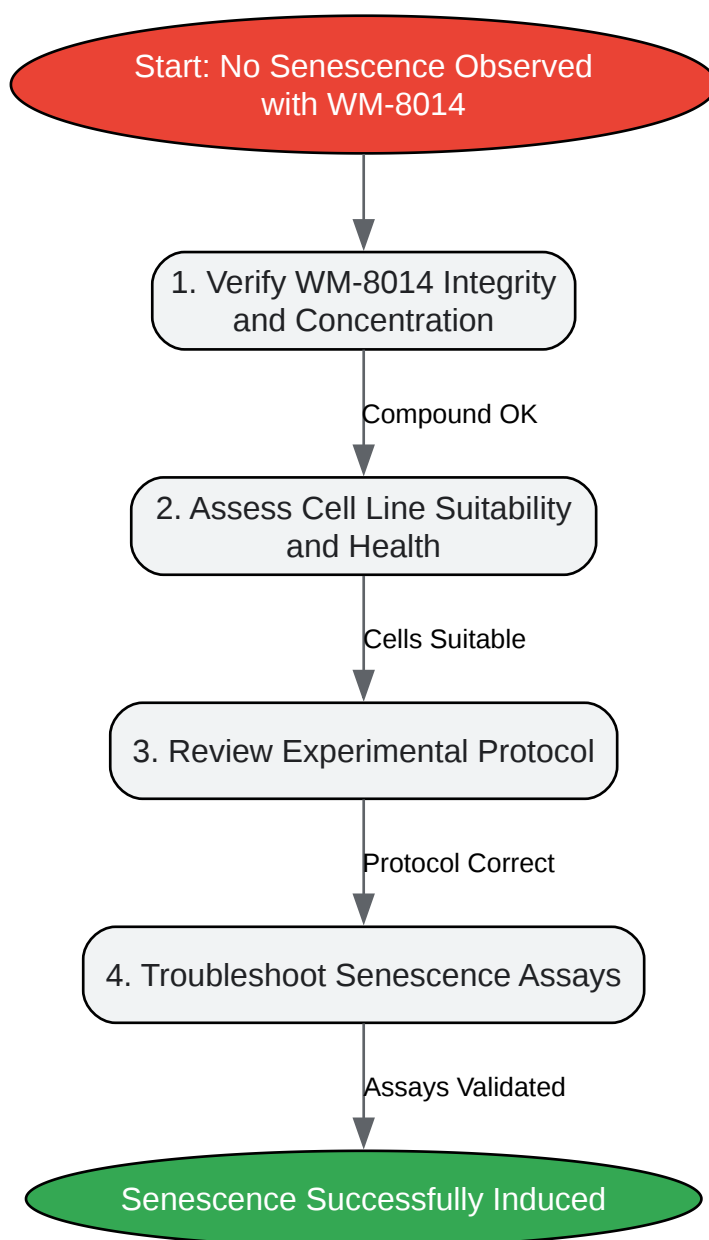 Start: No Senescence Observed
with WM-8014
1. Verify WM-8014 Integrity
and Concentration
Compound OK
2. Assess Cell Line Suitability
and Health
Cells Suitable
3. Review Experimental Protocol
Protocol Correct
4. Troubleshoot Senescence Assays
Assays Validated
Senescence Successfully Induced